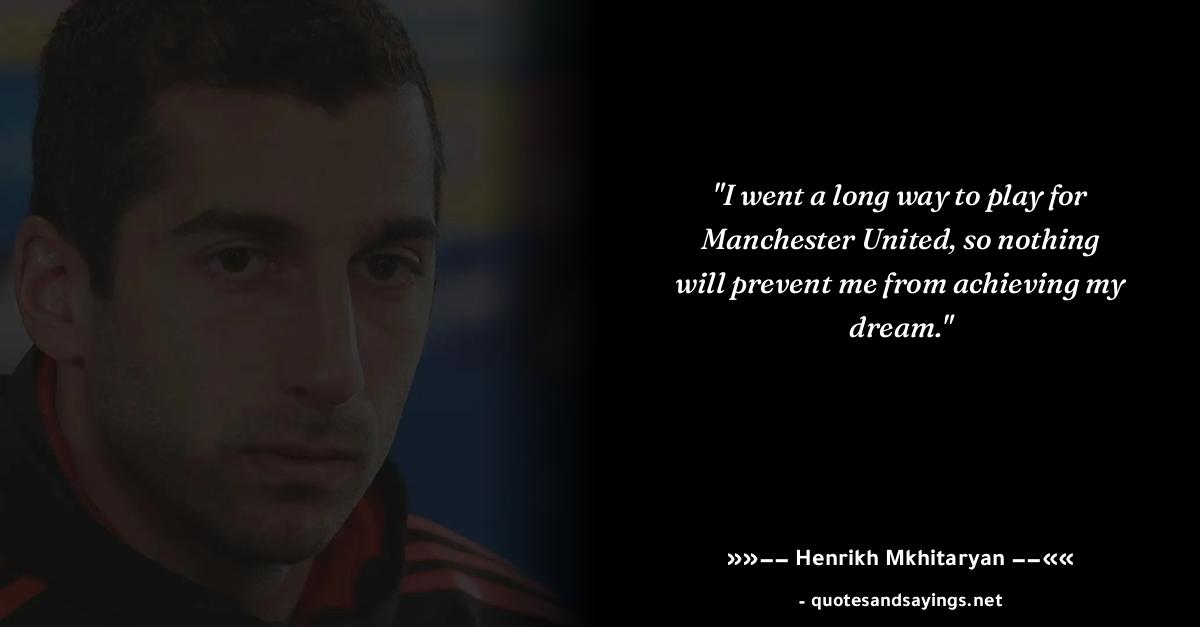 "I went a long way to play for
Manchester United, so nothing
will prevent me from achieving my
dream."
»»−− Henrikh Mkhitaryan −−««
- quotesandsayings.net